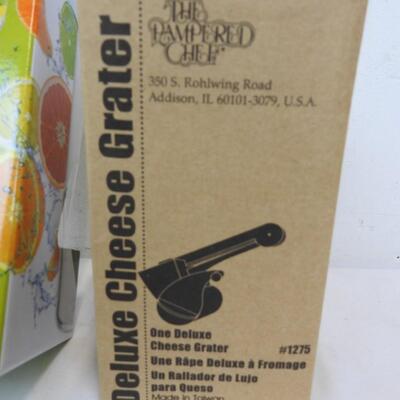 THE
PAMPERED
CHEF
350 S. Rohlwing Road
Addison, IL 60101-3079, U.S.A.
Deluxe Cheese Grater
One Deluxe
Cheese Grater #1275
Une Râpe Deluxe à Fromage
Un Rallador de Lujo
para Queso
Made in Taiwan